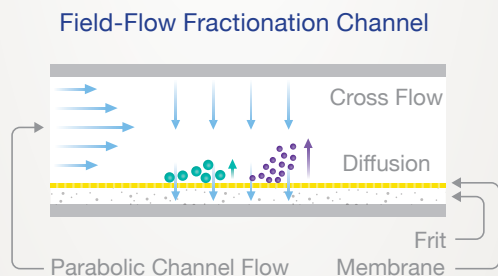 Field-Flow Fractionation Channel
Cross Flow
Diffusion
Frit
Parabolic Channel Flow
Membrane